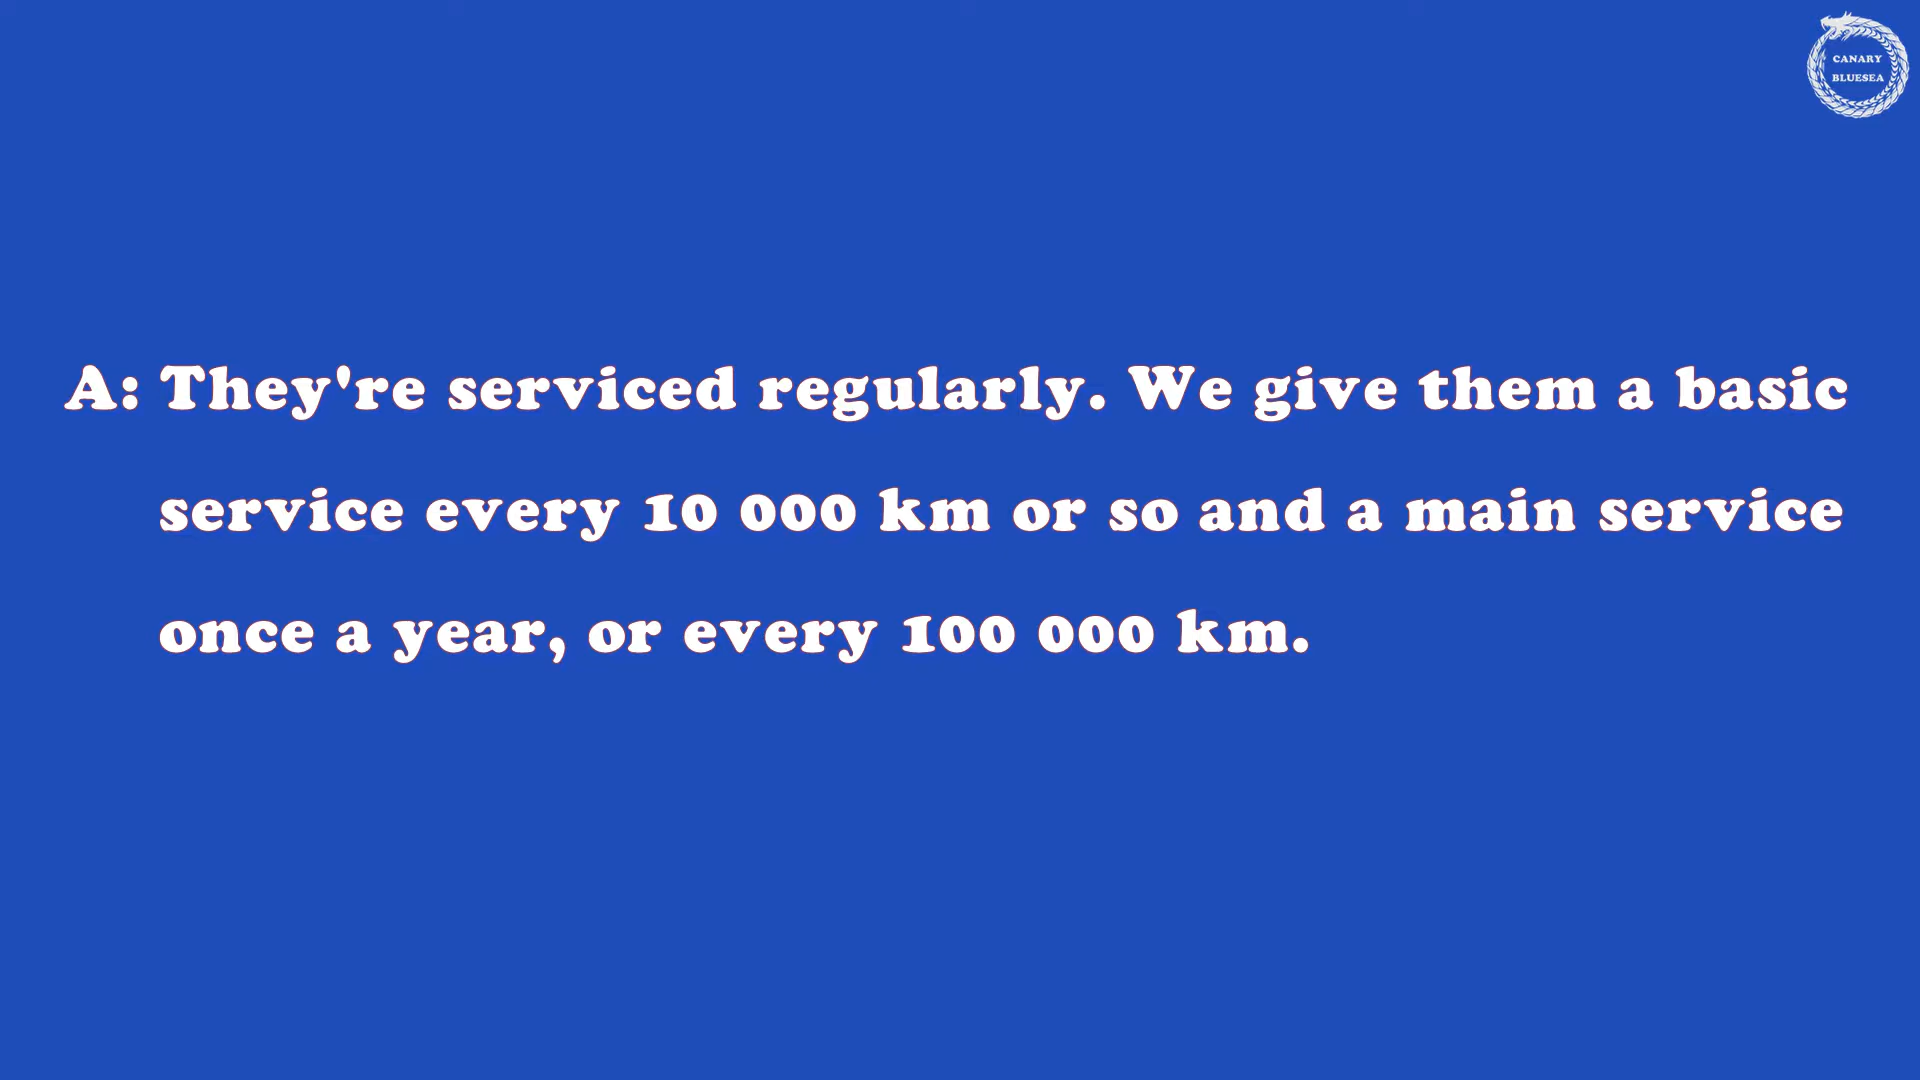 CANARY
BLUESEA
A: They're serviced regularly. We give them a basic
service every 10 000 km or so and a main service
once a year, or every 100 000 km.